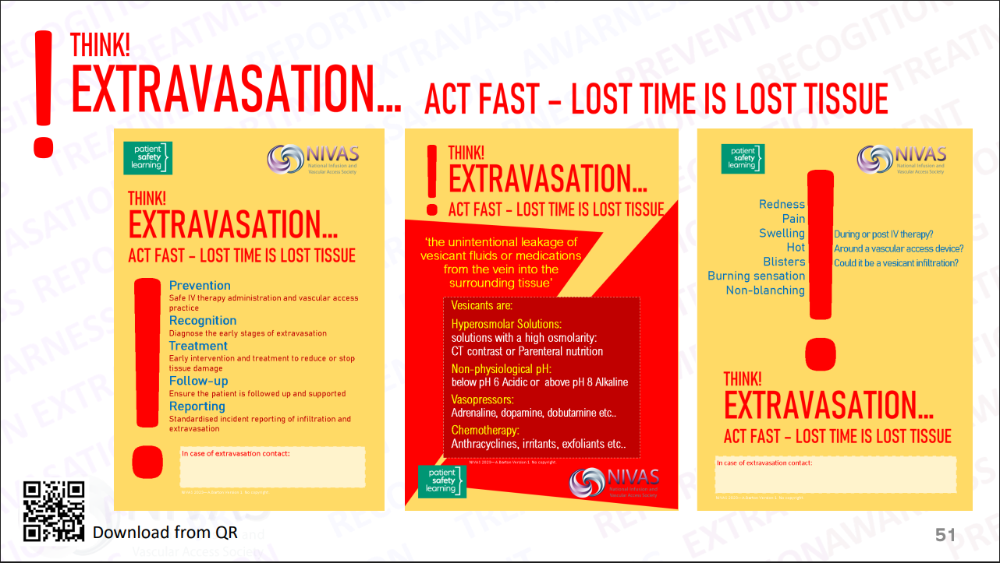 THINK!
EXTRAVASATION...
ACT FAST – LOST TIME IS LOST TISSUE
patient
safety
learning
NIVAS
National Infusion and
Vascular Access Society
THINK!
EXTRAVASATION...
ACT FAST – LOST TIME IS LOST TISSUE
Prevention
Safe IV therapy administration and vascular access
practice
Recognition
Diagnose the early stages of extravasation
Treatment
Early intervention and treatment to reduce or stop
tissue damage
Follow-up
Ensure the patient is followed up and supported
Reporting
Standardised incident reporting of infiltration and
extravasation
In case of extravasation contact:
NIVAS 2023—A.Barton Version 1 No copyright
THINK!
EXTRAVASATION...
ACT FAST – LOST TIME IS LOST TISSUE
'the unintentional leakage of
vesicant fluids or medications
from the vein into the
surrounding tissue'
Vesicants are:
Hyperosmolar Solutions:
solutions with a high osmolarity:
CT contrast or Parenteral nutrition
Non-physiological pH:
below pH 6 Acidic or above pH 8 Alkaline
Vasopressors:
Adrenaline, dopamine, dobutamine etc..
Chemotherapy:
Anthracyclines, irritants, exfoliants etc..
NIVAS 2023—A.Barton Version 1 No copyright
patient
safety
learning
NIVAS
National Infusion and
Vascular Access Society
patient
safety
learning
NIVAS
National Infusion and
Vascular Access Society
Redness
Pain
Swelling
Hot
Blisters
Burning sensation
Non-blanching
During or post IV therapy?
Around a vascular access device?
Could it be a vesicant infiltration?
THINK!
EXTRAVASATION...
ACT FAST – LOST TIME IS LOST TISSUE
In case of extravasation contact:
NIVAS 2023—A.Barton Version 1 No copyright
Download from QR
NIVAS
Vascular Access Society
51